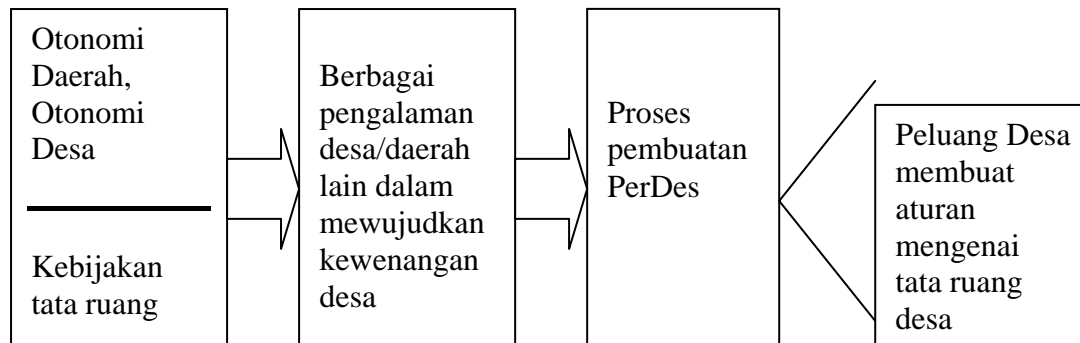 Otonomi
Daerah,
Otonomi
Desa
Kebijakan
tata ruang
Berbagai
pengalaman
desa/daerah
lain dalam
mewujudkan
kewenangan
desa
Proses
pembuatan
PerDes
Peluang Desa
membuat
aturan
mengenai
tata ruang
desa